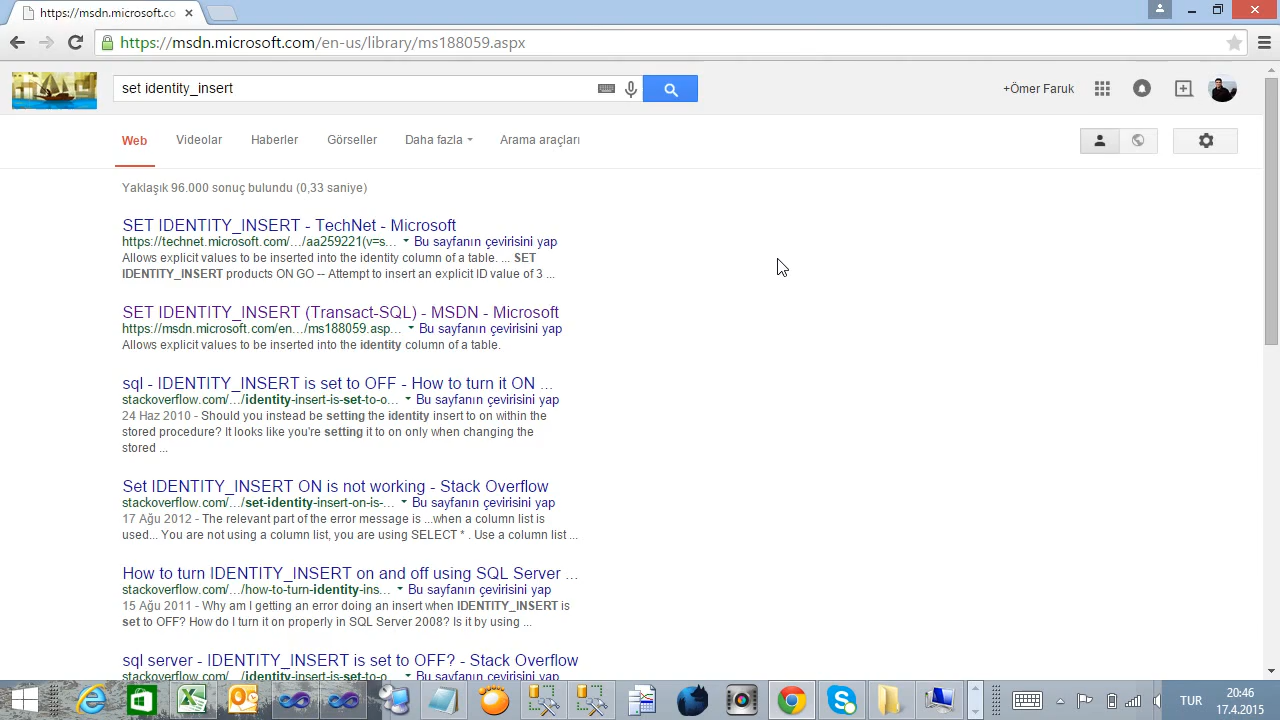 https://msdn.microsoft.co
https://msdn.microsoft.com/en-us/library/ms188059.aspx
set identity_insert
+Ömer Faruk
Web Videolar Haberler Görseller Daha fazla Arama araçları
Yaklaşık 96.000 sonuç bulundu (0,33 saniye)
SET IDENTITY_INSERT - TechNet - Microsoft
https://technet.microsoft.com/.../aa259221(v=s... Bu sayfanın çevirisini yap
Allows explicit values to be inserted into the identity column of a table. ... SET
IDENTITY_INSERT products ON GO -- Attempt to insert an explicit ID value of 3 ...
SET IDENTITY_INSERT (Transact-SQL) - MSDN - Microsoft
https://msdn.microsoft.com/en.../ms188059.asp... Bu sayfanın çevirisini yap
Allows explicit values to be inserted into the identity column of a table.
sql - IDENTITY_INSERT is set to OFF - How to turn it ON ...
stackoverflow.com/.../identity-insert-is-set-to-o... Bu sayfanın çevirisini yap
24 Haz 2010 - Should you instead be setting the identity insert to on within the
stored procedure? It looks like you're setting it to on only when changing the
stored ...
Set IDENTITY_INSERT ON is not working - Stack Overflow
stackoverflow.com/.../set-identity-insert-on-is-... Bu sayfanın çevirisini yap
17 Ağu 2012 - The relevant part of the error message is ...when a column list is
used... You are not using a column list, you are using SELECT * . Use a column list ...
How to turn IDENTITY_INSERT on and off using SQL Server ...
stackoverflow.com/.../how-to-turn-identity-ins... Bu sayfanın çevirisini yap
15 Ağu 2011 - Why am I getting an error doing an insert when IDENTITY_INSERT is
set to OFF? How do I turn it on properly in SQL Server 2008? Is it by using ...
sql server - IDENTITY_INSERT is set to OFF? - Stack Overflow
stackoverflow.com/.../identity-insert-is-set-to-o... Bu sayfanın çevirisini yap
TUR
20:46
17.4.2015